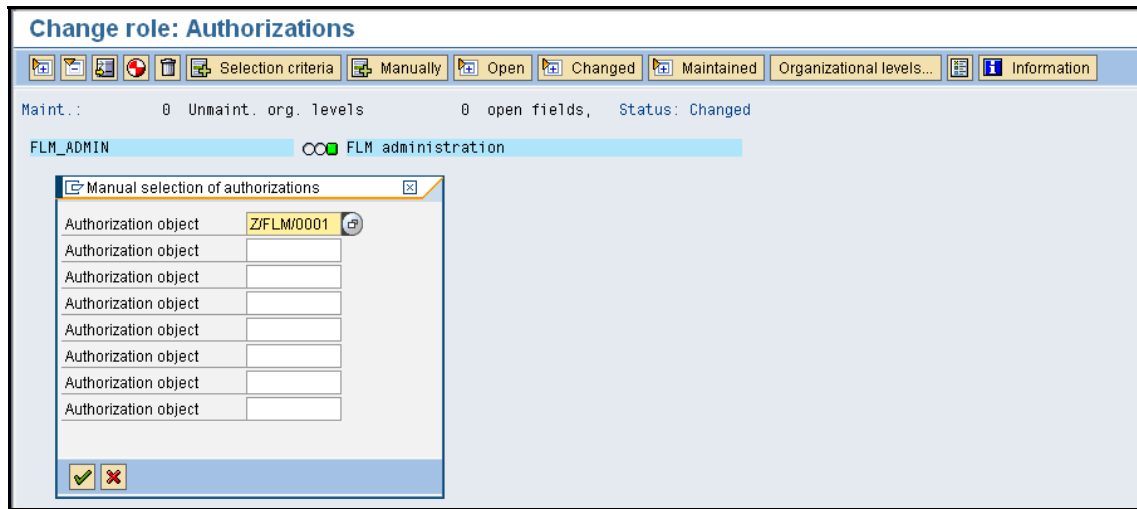 Change role: Authorizations
Selection criteria Manually Open Changed Maintained Organizational levels... Information
Maint.: 0 Unmaint. org. levels 0 open fields, Status: Changed
FLM_ADMIN FLM administration
Manual selection of authorizations
Authorization object Z/FLM/0001
Authorization object
Authorization object
Authorization object
Authorization object
Authorization object
Authorization object
Authorization object